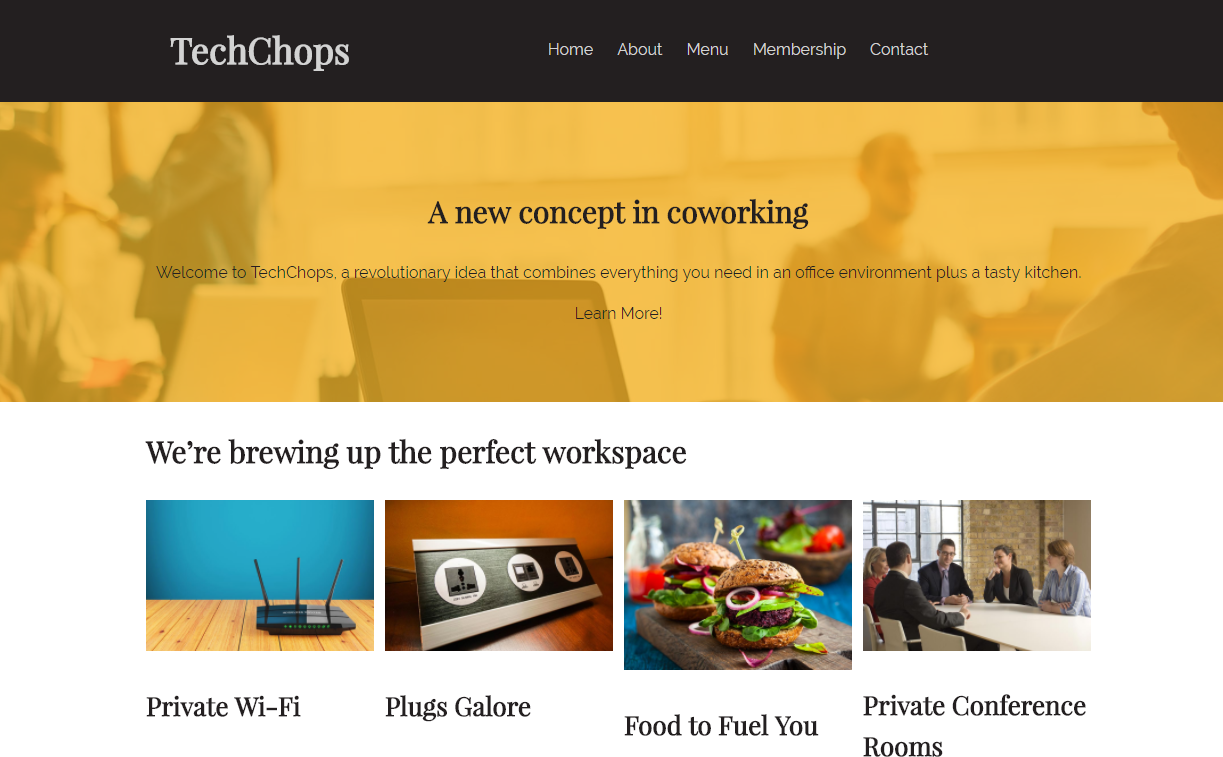 TechChops
Home About Menu Membership Contact
A new concept in coworking
Welcome to TechChops, a revolutionary idea that combines everything you need in an office environment plus a tasty kitchen.
Learn More!
We’re brewing up the perfect workspace
Private Wi-Fi
Plugs Galore
Food to Fuel You
Private Conference
Rooms